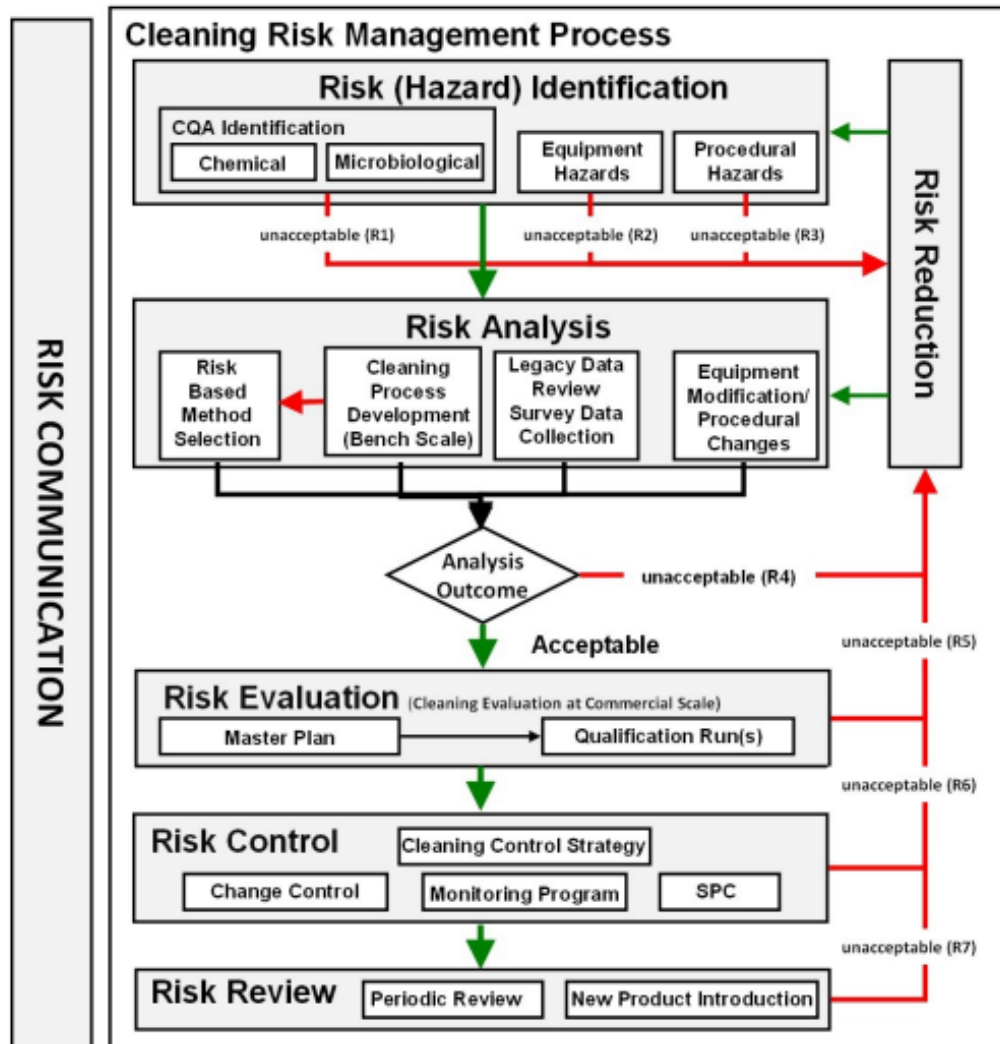 RISK COMMUNICATION
Cleaning Risk Management Process
Risk (Hazard) Identification
CQA Identification
Chemical
Microbiological
Equipment
Hazards
Procedural
Hazards
unacceptable (R1)
unacceptable (R2)
unacceptable (R3)
Risk Reduction
Risk Analysis
Risk
Based
Method
Selection
Cleaning
Process
Development
(Bench Scale)
Legacy Data
Review
Survey Data
Collection
Equipment
Modification/
Procedural
Changes
Analysis
Outcome
unacceptable (R4)
Acceptable
unacceptable (R5)
Risk Evaluation (Cleaning Evaluation at Commercial Scale)
Master Plan
Qualification Run(s)
unacceptable (R6)
Risk Control
Cleaning Control Strategy
Change Control
Monitoring Program
SPC
unacceptable (R7)
Risk Review
Periodic Review
New Product Introduction